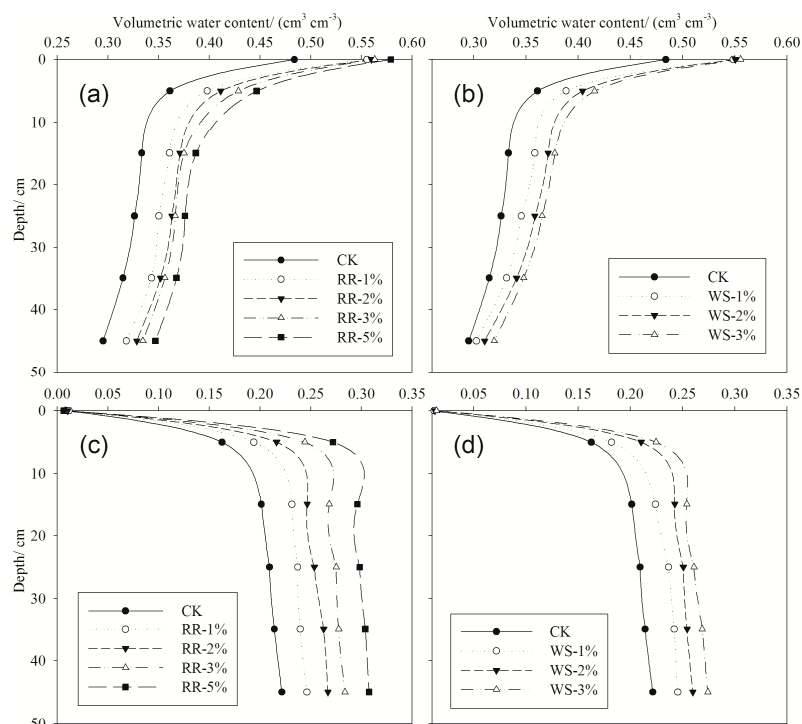 Volumetric water content/ (cm³ cm⁻³) Volumetric water content/ (cm³ cm⁻³)
0.25 0.30 0.35 0.40 0.45 0.50 0.55 0.60 0.30 0.35 0.40 0.45 0.50 0.55 0.60
0
(a) (b)
10
20
Depth/ cm
30
40
50
CK
RR-1%
RR-2%
RR-3%
RR-5%
CK
WS-1%
WS-2%
WS-3%
0.00 0.05 0.10 0.15 0.20 0.25 0.30 0.35 0.05 0.10 0.15 0.20 0.25 0.30 0.35
0
(c) (d)
10
20
Depth/ cm
30
40
50
CK
RR-1%
RR-2%
RR-3%
RR-5%
CK
WS-1%
WS-2%
WS-3%